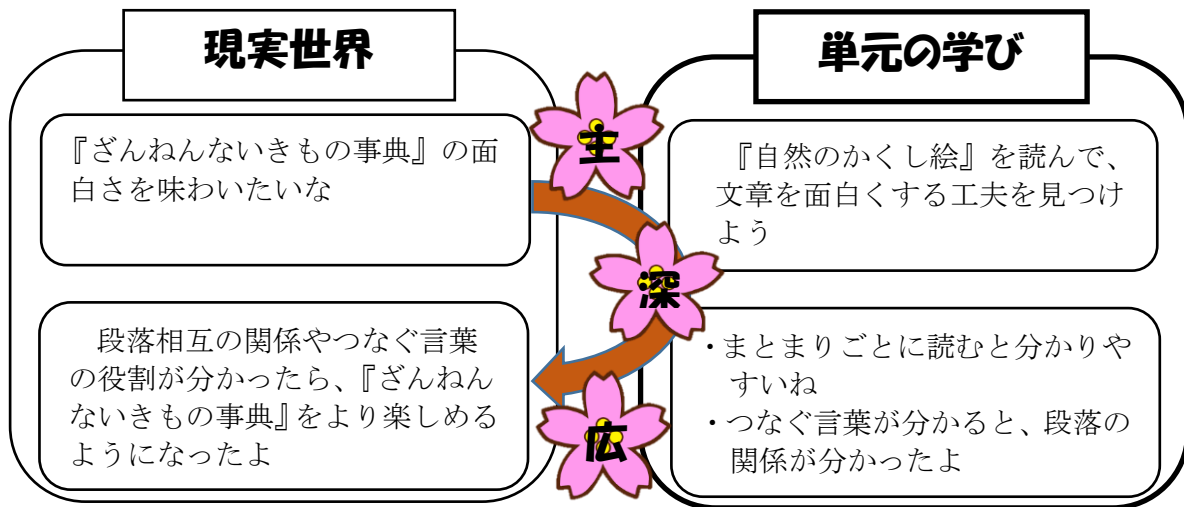 現実世界
『ざんねんないきもの事典』の面
白さを味わいたいな
段落相互の関係やつなぐ言葉
の役割が分かったら、『ざんねん
ないきもの事典』をより楽しめる
ようになったよ
主
深
広
単元の学び
『自然のかくし絵』を読んで、
文章を面白くする工夫を見つけ
よう
・まとまりごとに読むと分かりや
すいね
・つなぐ言葉が分かると、段落の
関係が分かったよ